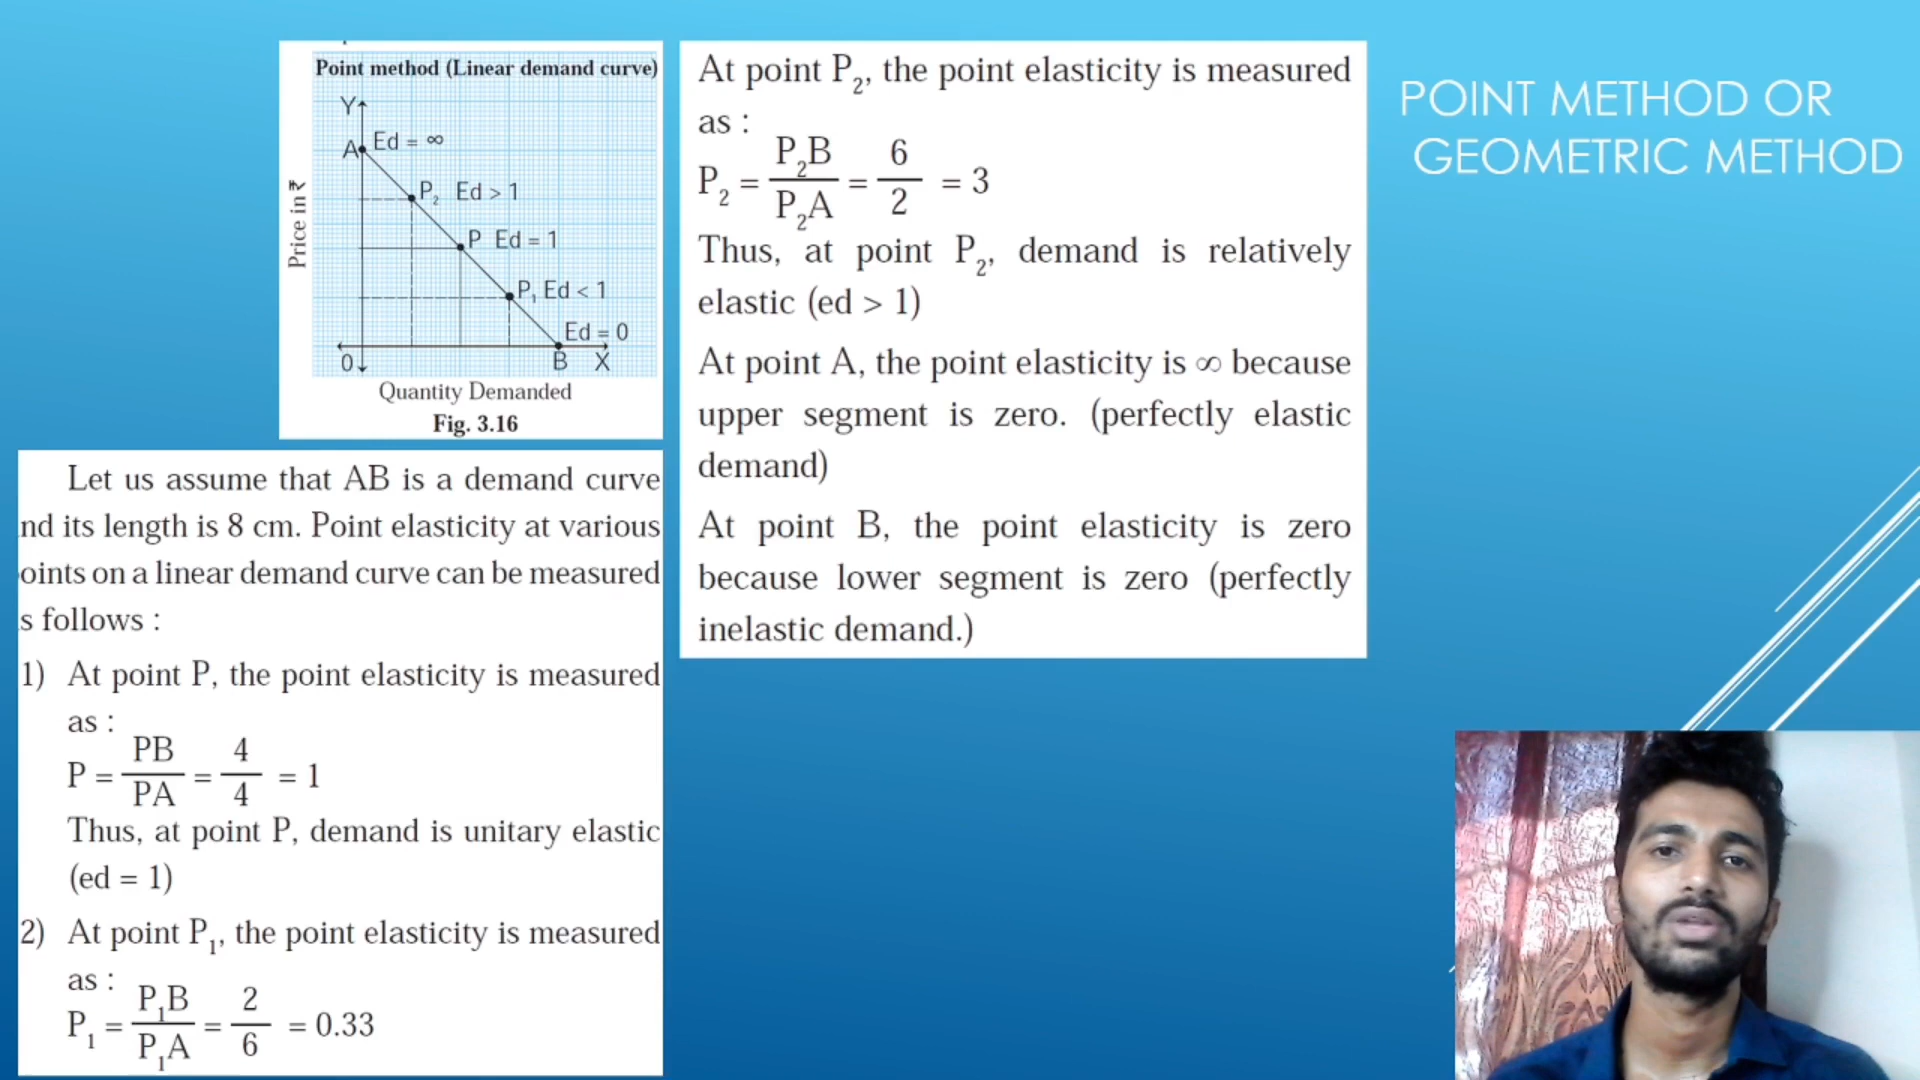 Point method (Linear demand curve)
Y
A Ed = ∞
P₂ Ed > 1
P Ed = 1
P₁ Ed < 1
Ed = 0
0 B X
Price in ₹
Quantity Demanded
Fig. 3.16
Let us assume that AB is a demand curve
nd its length is 8 cm. Point elasticity at various
oints on a linear demand curve can be measured
s follows :
1) At point P, the point elasticity is measured
as :
P = PB/PA = 4/4 = 1
Thus, at point P, demand is unitary elastic
(ed = 1)
2) At point P₁, the point elasticity is measured
as :
P₁ = P₁B/P₁A = 2/6 = 0.33
At point P₂, the point elasticity is measured
as :
P₂ = P₂B/P₂A = 6/2 = 3
Thus, at point P₂, demand is relatively
elastic (ed > 1)
At point A, the point elasticity is ∞ because
upper segment is zero. (perfectly elastic
demand)
At point B, the point elasticity is zero
because lower segment is zero (perfectly
inelastic demand.)
POINT METHOD OR
GEOMETRIC METHOD